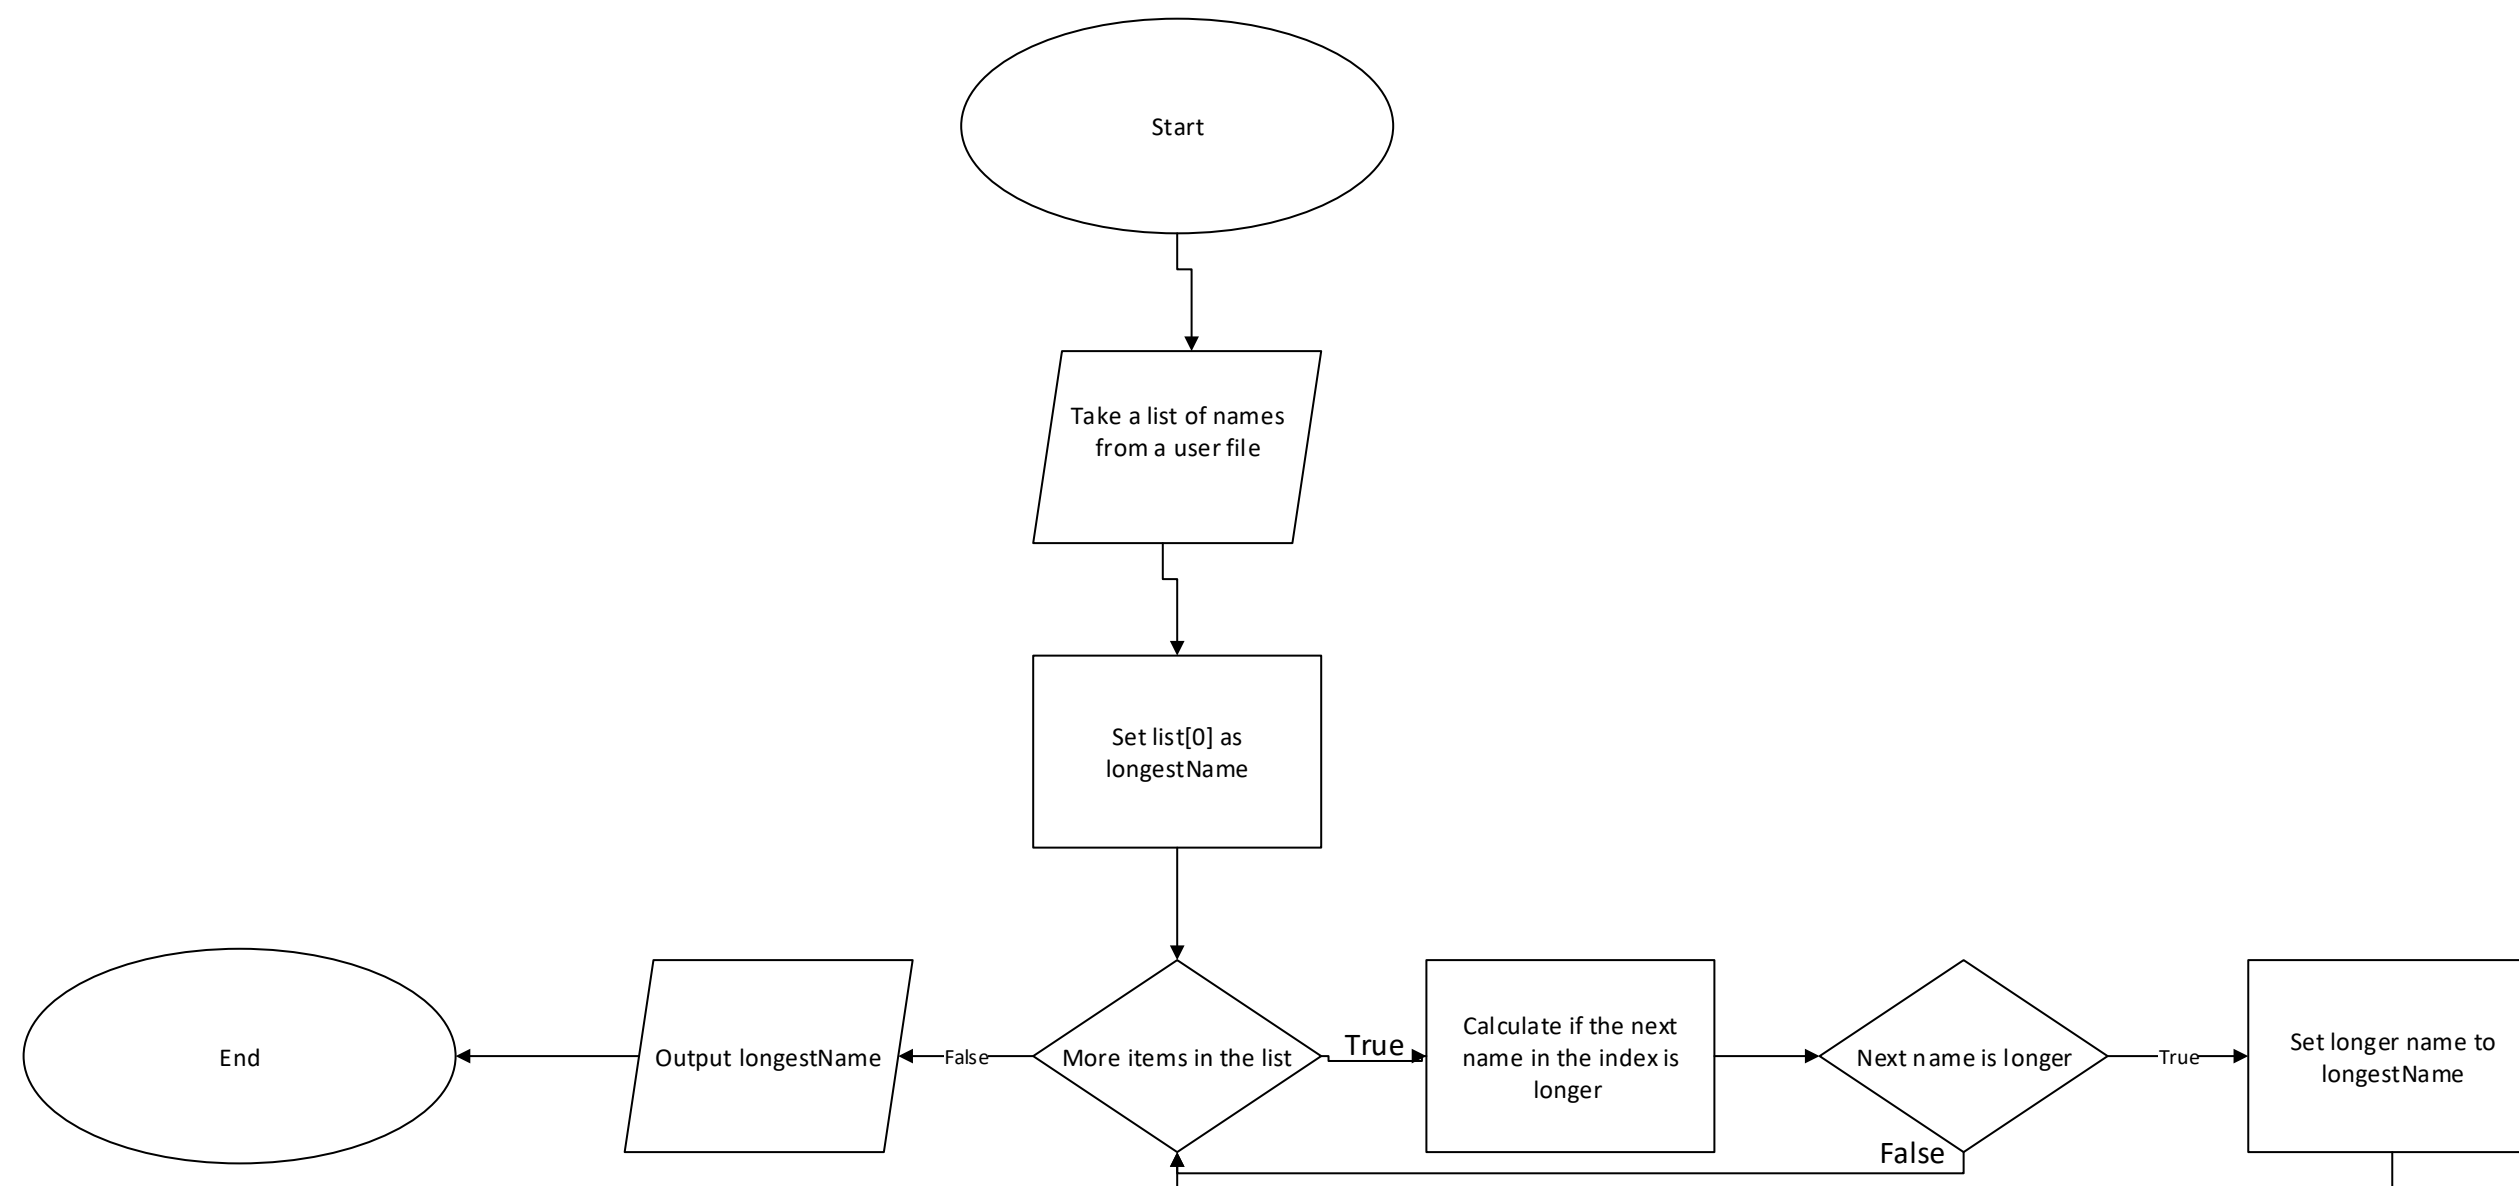 Start
Take a list of names
from a user file
Set list[0] as
longestName
End
Output longestName
False
More items in the list
True
Calculate if the next
name in the index is
longer
Next name is longer
True
Set longer name to
longestName
False